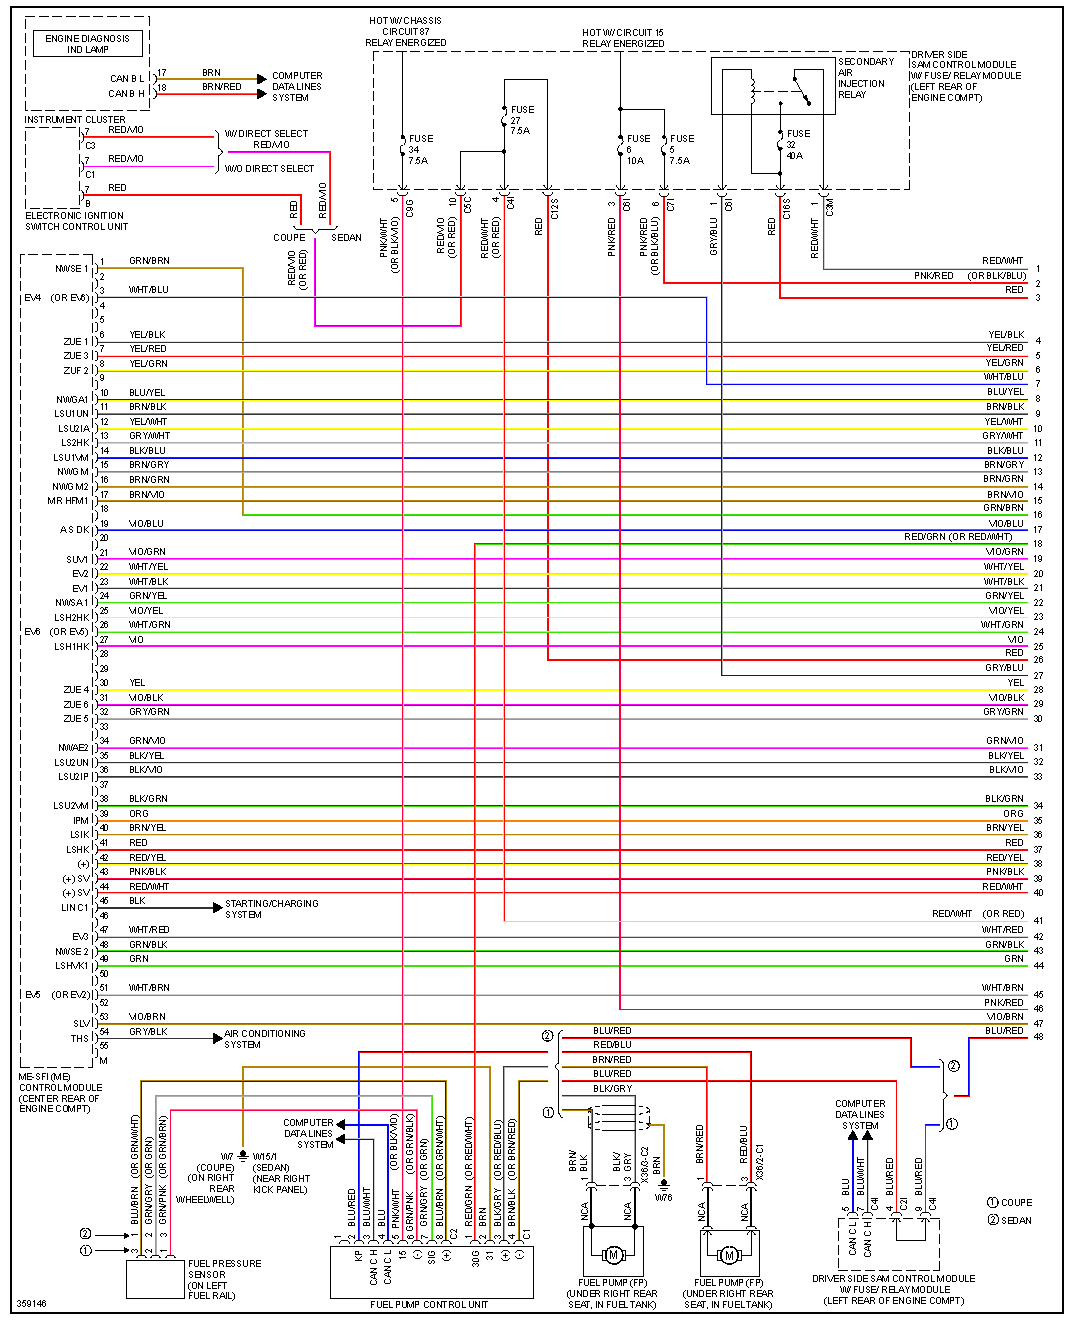 ENGINE DIAGNOSIS
IND LAMP
CAN B L
17
BRN
CAN B H
18
BRN/RED
COMPUTER
DATA LINES
SYSTEM
INSTRUMENT CLUSTER
7
RED/VIO
C3
7
RED/VIO
C1
7
RED
B
W/ DIRECT SELECT
RED/VIO
W/O DIRECT SELECT
ELECTRONIC IGNITION
SWITCH CONTROL UNIT
RED
RED/VIO
COUPE
SEDAN
RED/VIO
(OR RED)
HOT W/ CHASSIS
CIRCUIT 87
RELAY ENERGIZED
HOT W/ CIRCUIT 15
RELAY ENERGIZED
FUSE
34
7.5A
FUSE
27
7.5A
FUSE
6
10A
FUSE
5
7.5A
FUSE
32
40A
SECONDARY
AIR
INJECTION
RELAY
DRIVER SIDE
SAM CONTROL MODULE
W/ FUSE/ RELAY MODULE
(LEFT REAR OF
ENGINE COMPT)
5
C9G
10
C5C
4
C4I
C12S
3
C6I
6
C7I
1
C6I
C16S
1
C3M
PNK/WHT
(OR BLK/VIO)
RED/VIO
(OR RED)
RED/WHT
(OR RED)
RED
PNK/RED
PNK/RED
(OR BLK/BLU)
GRY/BLU
RED
RED/WHT
NWSE 1
1
GRN/BRN
2
EV4 (OR EV6)
3
WHT/BLU
4
5
ZUE 1
6
YEL/BLK
ZUE 3
7
YEL/RED
ZUF 2
8
YEL/GRN
9
NWGA1
10
BLU/YEL
LSU1UN
11
BRN/BLK
LSU2IA
12
YEL/WHT
LS2HK
13
GRY/WHT
LSU1VM
14
BLK/BLU
NWGM
15
BRN/GRY
NWGM2
16
BRN/GRN
MR HFM1
17
BRN/VIO
18
AS DK
19
VIO/BLU
20
SUV1
21
VIO/GRN
EV2
22
WHT/YEL
EV1
23
WHT/BLK
NWSA1
24
GRN/YEL
LSH2HK
25
VIO/YEL
EV6 (OR EV5)
26
WHT/GRN
LSH1HK
27
VIO
28
29
ZUE 4
30
YEL
ZUE 6
31
VIO/BLK
ZUE 5
32
GRY/GRN
33
NWAE2
34
GRN/VIO
LSU2UN
35
BLK/YEL
LSU2IP
36
BLK/VIO
37
LSU2VM
38
BLK/GRN
IPM
39
ORG
LSIK
40
BRN/YEL
LSHK
41
RED
(+)
42
RED/YEL
(+) SV
43
PNK/BLK
(+) SV
44
RED/WHT
LIN C1
45
BLK
STARTING/CHARGING
SYSTEM
46
EV3
47
WHT/RED
NWSE 2
48
GRN/BLK
LSHVK1
49
GRN
50
EV5 (OR EV2)
51
WHT/BRN
52
SLV
53
VIO/BRN
THS
54
GRY/BLK
AIR CONDITIONING
SYSTEM
55
M
ME-SFI (ME)
CONTROL MODULE
(CENTER REAR OF
ENGINE COMPT)
RED/WHT 1
PNK/RED (OR BLK/BLU) 2
RED 3
YEL/BLK 4
YEL/RED 5
YEL/GRN 6
WHT/BLU 7
BLU/YEL 8
BRN/BLK 9
YEL/WHT 10
GRY/WHT 11
BLK/BLU 12
BRN/GRY 13
BRN/GRN 14
BRN/VIO 15
GRN/BRN 16
VIO/BLU 17
RED/GRN (OR RED/WHT) 18
VIO/GRN 19
WHT/YEL 20
WHT/BLK 21
GRN/YEL 22
VIO/YEL 23
WHT/GRN 24
VIO 25
RED 26
GRY/BLU 27
YEL 28
VIO/BLK 29
GRY/GRN 30
GRN/VIO 31
BLK/YEL 32
BLK/VIO 33
BLK/GRN 34
ORG 35
BRN/YEL 36
RED 37
RED/YEL 38
PNK/BLK 39
RED/WHT 40
RED/WHT (OR RED) 41
WHT/RED 42
GRN/BLK 43
GRN 44
WHT/BRN 45
PNK/RED 46
VIO/BRN 47
BLU/RED 48
2
BLU/RED
RED/BLU
BRN/RED
BLU/RED
BLK/GRY
1
BLU/BRN (OR GRN/WHT)
GRN/GRY (OR GRN)
GRN/PNK (OR GRN/BRN)
2
1 2 3
1
3 2 1
FUEL PRESSURE
SENSOR
(ON LEFT
FUEL RAIL)
W7
(COUPE)
(ON RIGHT
REAR
WHEELWELL)
W15/1
(SEDAN)
(NEAR RIGHT
KICK PANEL)
COMPUTER
DATA LINES
SYSTEM
1
2 BLU/RED
3 BLU/WHT
4 BLU
5 PNK/WHT (OR BLK/VIO)
6 GRN/PNK (OR GRN/BLK)
7 GRN/GRY (OR GRN)
8 BLU/BRN (OR GRN/WHT)
C2
1 RED/GRN (OR RED/WHT)
2 BRN
3 BLK/GRY (OR RED/BLU)
4 BRN/BLK (OR BRN/RED)
C1
KP
CAN C H
CAN C L
15
(-)
SIG
(+)
30G
31
(+)
(-)
FUEL PUMP CONTROL UNIT
BRN/
BLK
BLK/
GRY
X36/2-C2
BRN
W76
1
3
NCA
NCA
M
FUEL PUMP (FP)
(UNDER RIGHT REAR
SEAT, IN FUEL TANK)
BRN/RED
RED/BLU
X36/2-C1
1
3
NCA
NCA
M
FUEL PUMP (FP)
(UNDER RIGHT REAR
SEAT, IN FUEL TANK)
2
1
COMPUTER
DATA LINES
SYSTEM
BLU
BLU/WHT
BLU/RED
BLU/RED
5
7
C4I
4
C2I
9
C4I
CAN C L
CAN C H
DRIVER SIDE SAM CONTROL MODULE
W/ FUSE/ RELAY MODULE
(LEFT REAR OF ENGINE COMPT)
1 COUPE
2 SEDAN
359146